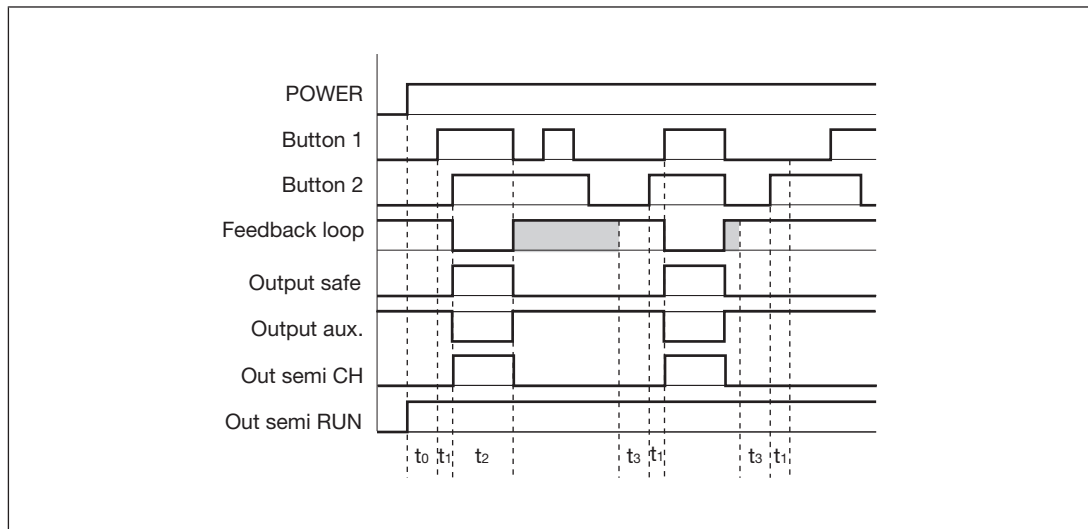 POWER
Button 1
Button 2
Feedback loop
Output safe
Output aux.
Out semi CH
Out semi RUN
t0 t1 t2 t3 t1 t3 t1